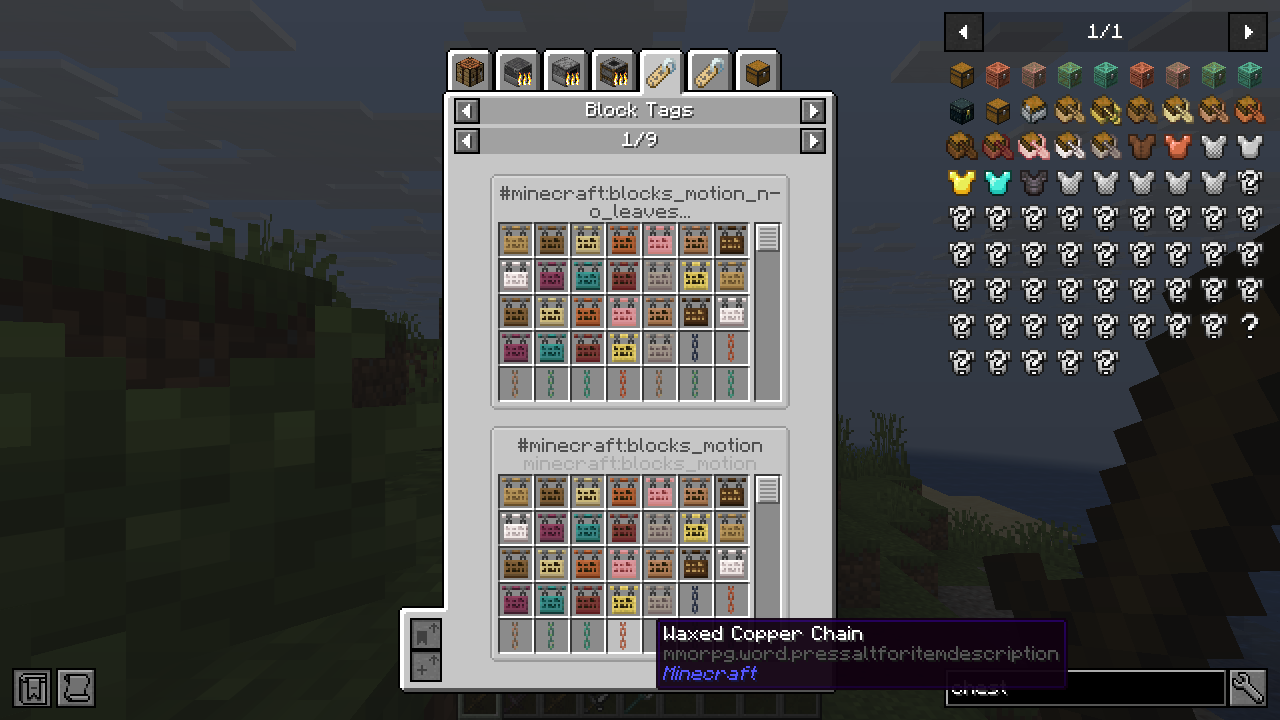 1/1
Block Tags
1/9
#minecraft:blocks_motion_n-
o_leaves...
#minecraft:blocks_motion
minecraft:blocks_motion
Waxed Copper Chain
mmorpg.word.pressaltforitemdescription
Minecraft
chest